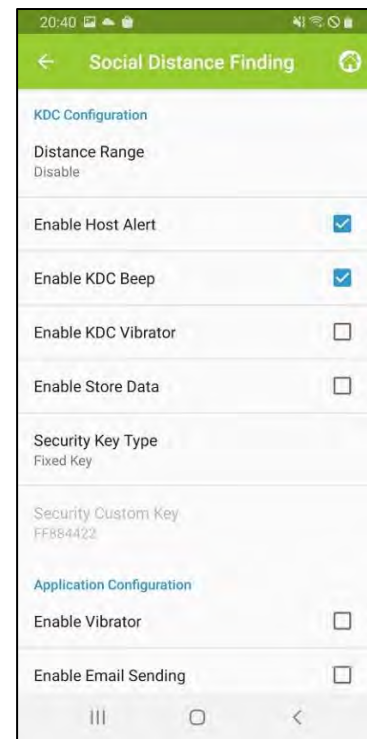 20:40
Social Distance Finding
KDC Configuration
Distance Range
Disable
Enable Host Alert
Enable KDC Beep
Enable KDC Vibrator
Enable Store Data
Security Key Type
Fixed Key
Security Custom Key
FF884422
Application Configuration
Enable Vibrator
Enable Email Sending